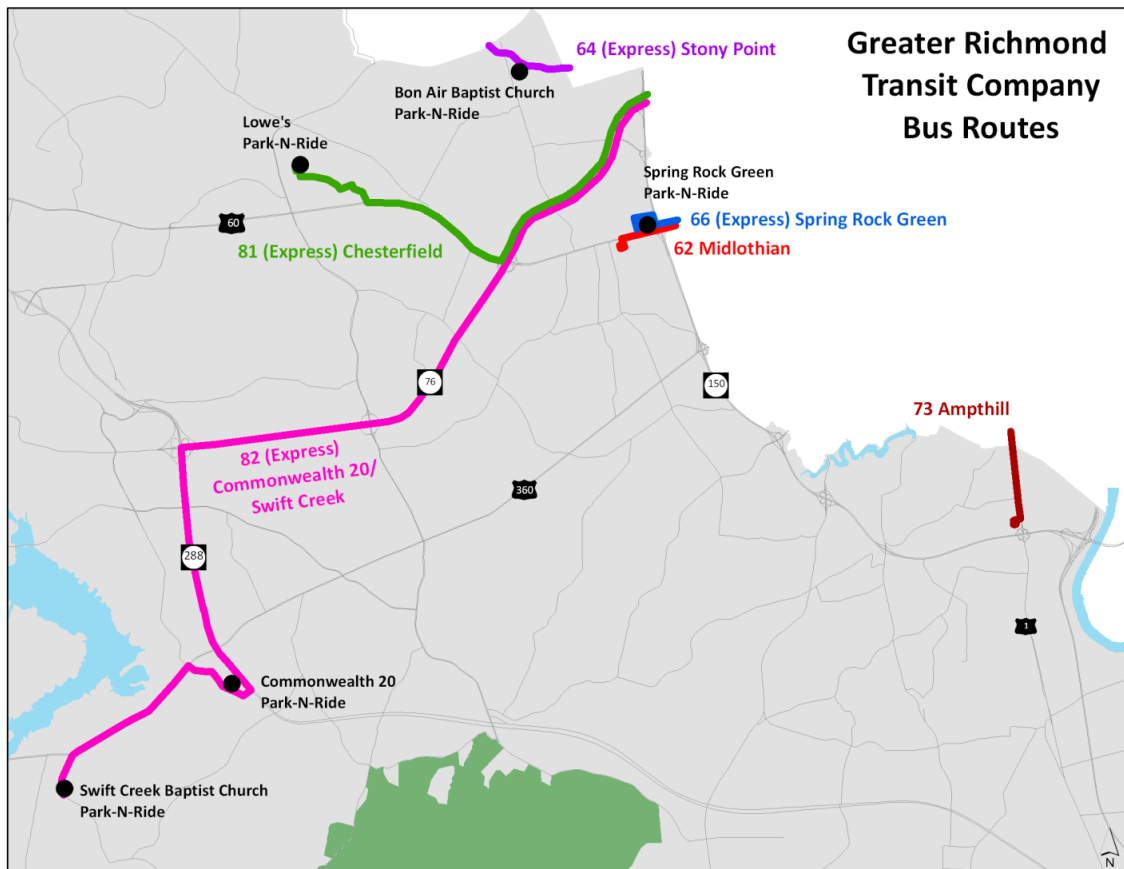 Greater Richmond
Transit Company
Bus Routes
64 (Express) Stony Point
Bon Air Baptist Church
Park-N-Ride
Lowe's
Park-N-Ride
Spring Rock Green
Park-N-Ride
60
66 (Express) Spring Rock Green
81 (Express) Chesterfield
62 Midlothian
76
150
73 Ampthill
82 (Express)
Commonwealth 20/
Swift Creek
360
288
1
Commonwealth 20
Park-N-Ride
Swift Creek Baptist Church
Park-N-Ride
N